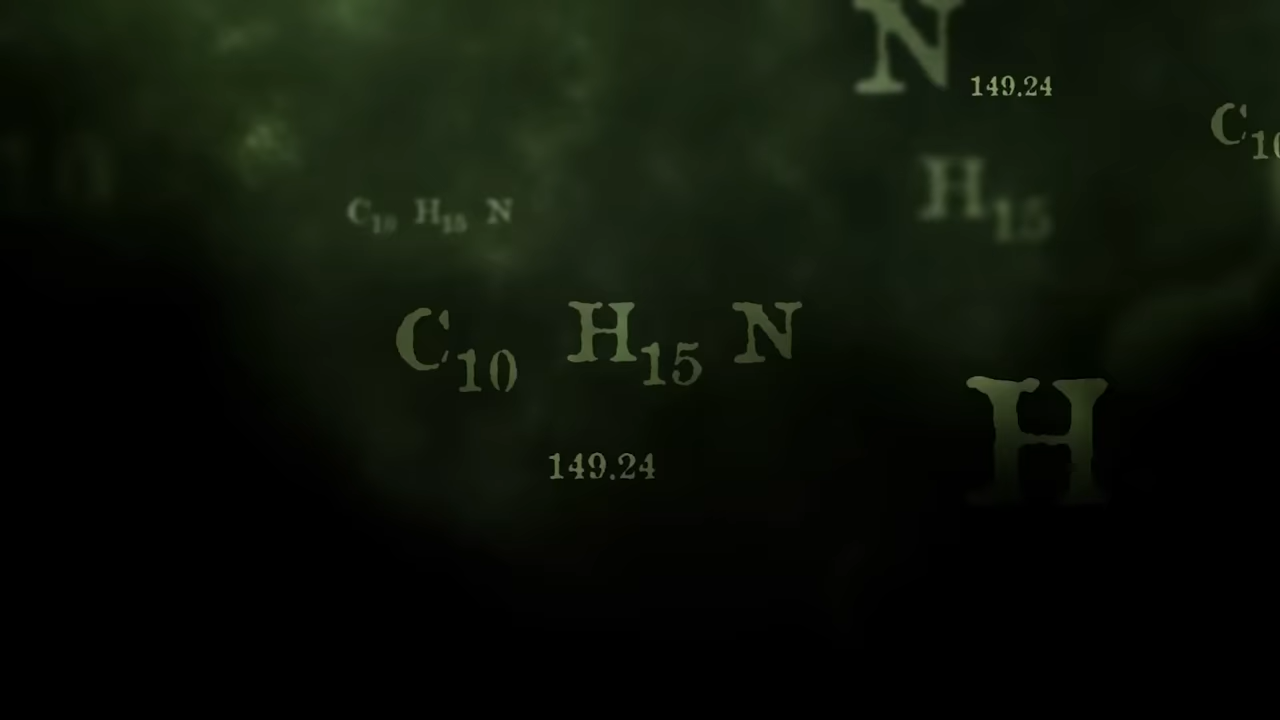 N
149.24
C₁₀
H₁₅
C₁₀ H₁₅ N
C₁₀ H₁₅ N
H
149.24